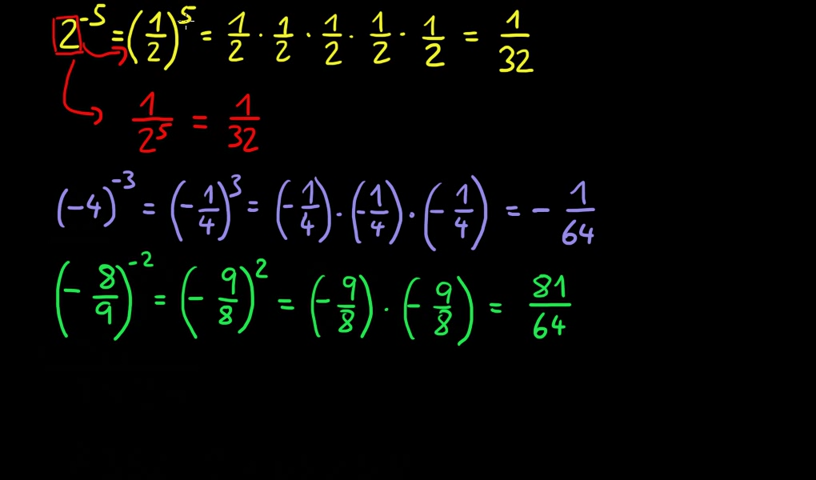 2⁻⁵ = (1/2)⁵ = 1/2 · 1/2 · 1/2 · 1/2 · 1/2 = 1/32
1/2⁵ = 1/32
(-4)⁻³ = (-1/4)³ = (-1/4) · (-1/4) · (-1/4) = -1/64
(-8/9)⁻² = (-9/8)² = (-9/8) · (-9/8) = 81/64